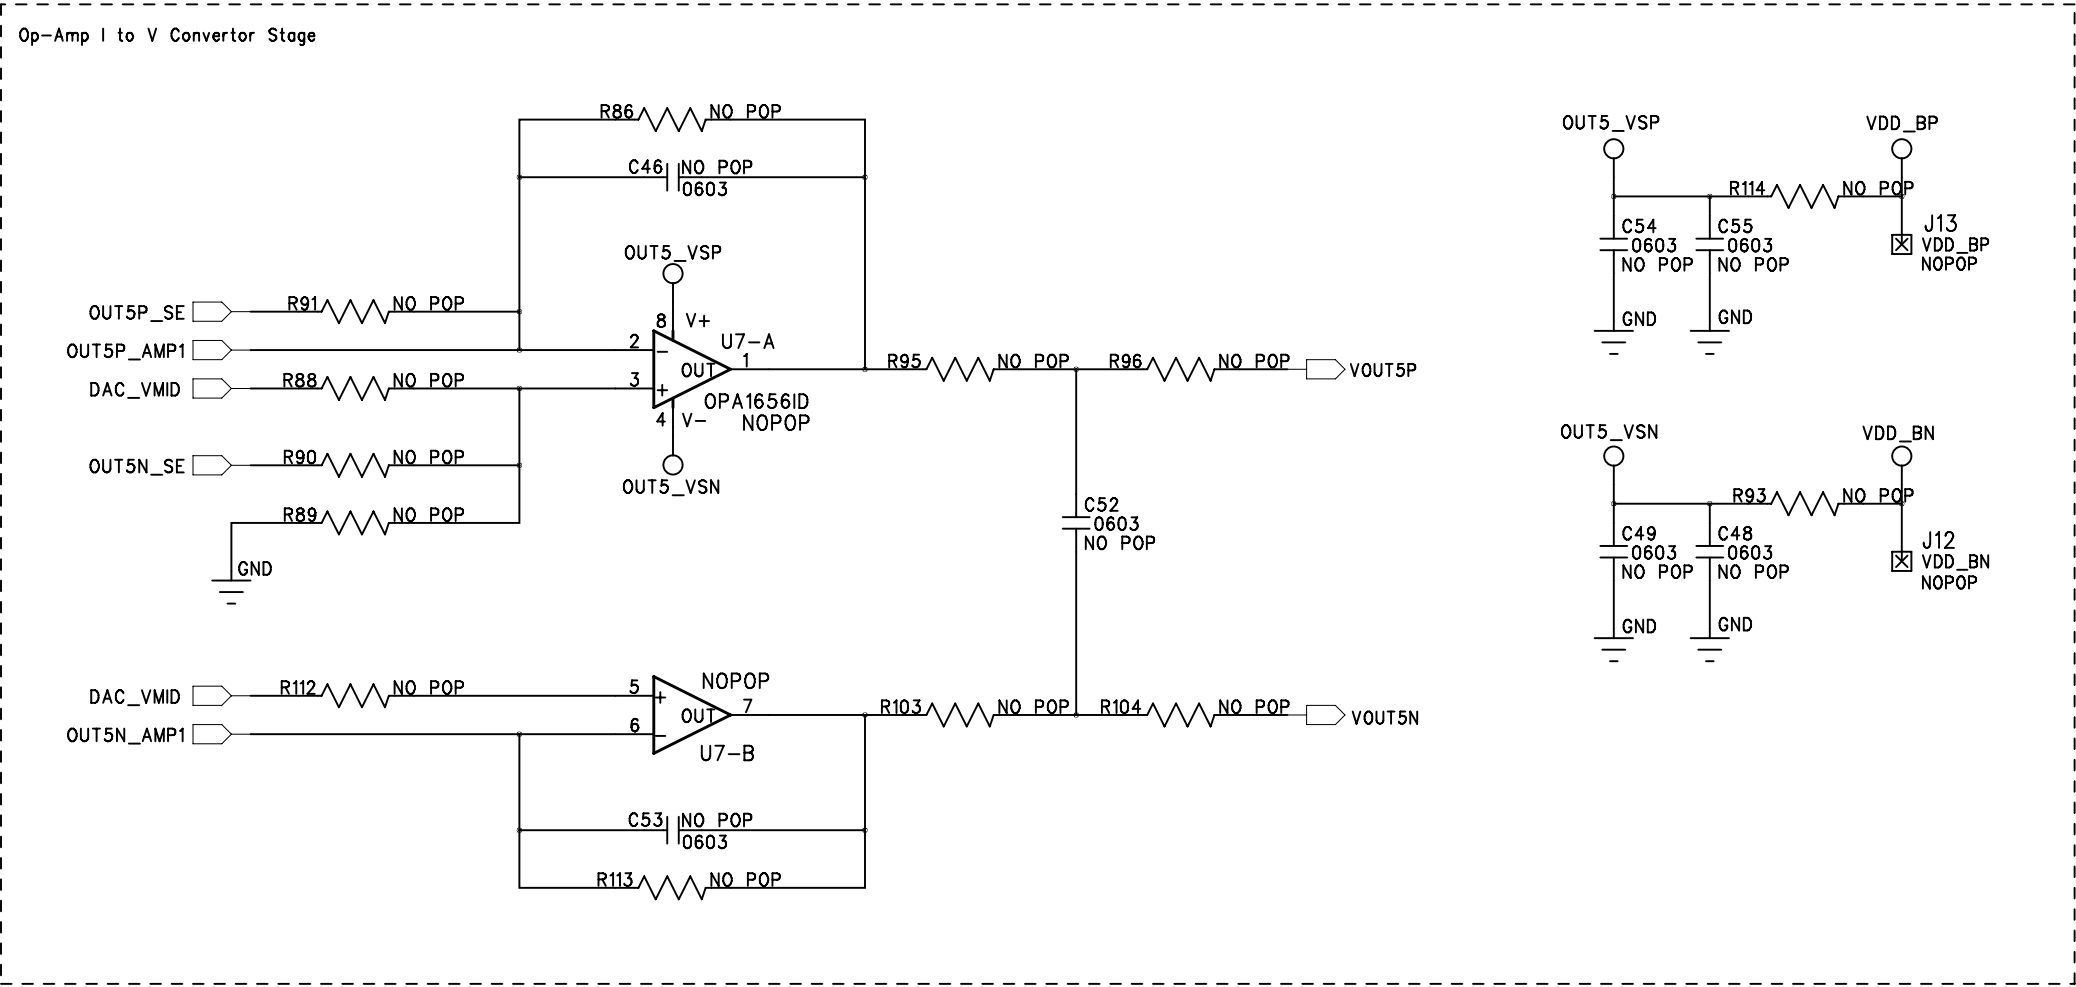 Op-Amp I to V Convertor Stage
R86 NO POP
C46 NO POP
0603
OUT5_VSP
OUT5P_SE R91 NO POP
8 V+
OUT5P_AMP1 2 -
U7-A
OUT 1
DAC_VMID R88 NO POP 3 +
OPA1656ID
NOPOP
4 V-
OUT5N_SE R90 NO POP
OUT5_VSN
R89 NO POP
GND
R95 NO POP R96 NO POP VOUT5P
C52
0603
NO POP
DAC_VMID R112 NO POP 5 +
NOPOP
OUT 7
OUT5N_AMP1 6 -
U7-B
R103 NO POP R104 NO POP VOUT5N
C53 NO POP
0603
R113 NO POP
OUT5_VSP VDD_BP
R114 NO POP
C54 C55 J13
0603 0603 VDD_BP
NO POP NO POP NOPOP
GND GND
OUT5_VSN VDD_BN
R93 NO POP
C49 C48 J12
0603 0603 VDD_BN
NO POP NO POP NOPOP
GND GND